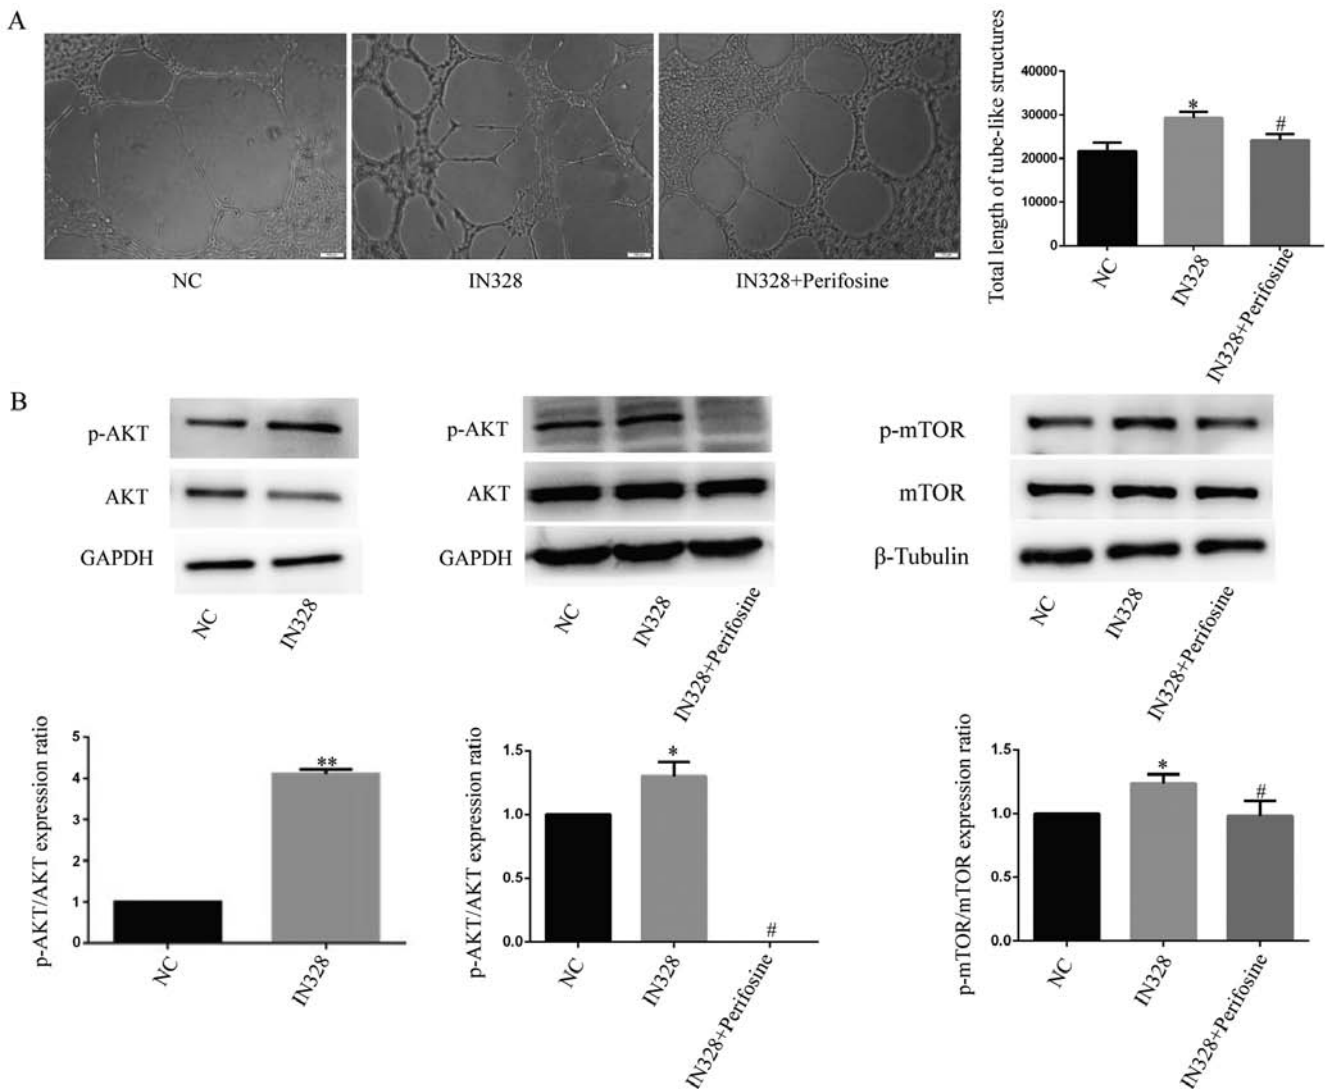 A
NC
IN328
IN328+Perifosine
Total length of tube-like structures
40000
30000
20000
10000
0
*
#
NC
IN328
IN328+Perifosine
B
p-AKT
AKT
GAPDH
NC
IN328
p-AKT
AKT
GAPDH
NC
IN328
IN328+Perifosine
p-mTOR
mTOR
β-Tubulin
NC
IN328
IN328+Perifosine
p-AKT/AKT expression ratio
5
4
3
2
1
0
**
NC
IN328
p-AKT/AKT expression ratio
1.5
1.0
0.5
0.0
*
#
NC
IN328
IN328+Perifosine
p-mTOR/mTOR expression ratio
1.5
1.0
0.5
0.0
*
#
NC
IN328
IN328+Perifosine